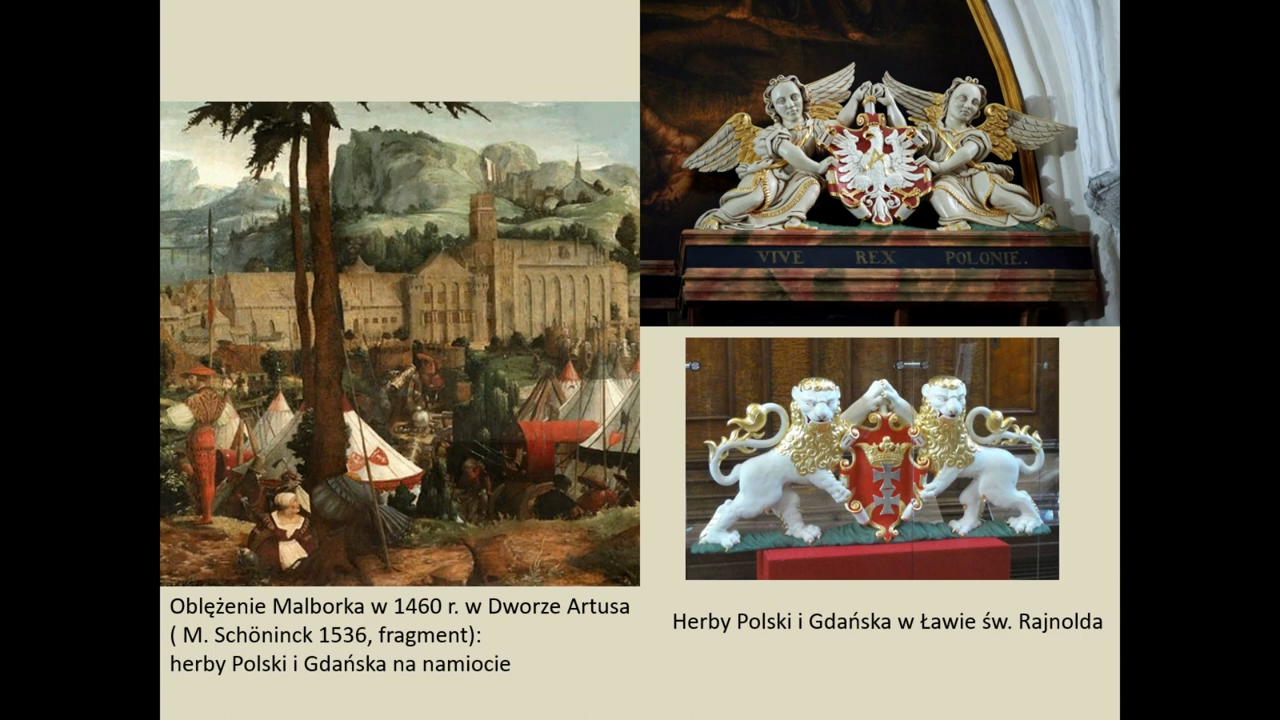 VIVE REX POLONIE.
Oblężenie Malborka w 1460 r. w Dworze Artusa
( M. Schöninck 1536, fragment):
herby Polski i Gdańska na namiocie
Herby Polski i Gdańska w Ławie św. Rajnolda